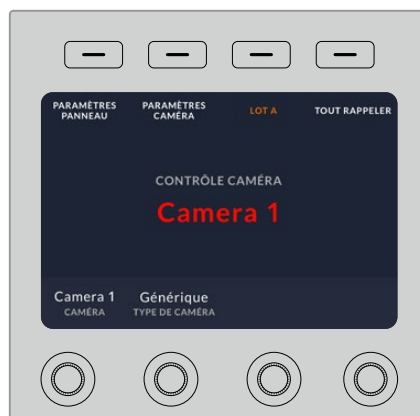 PARAMÈTRES PANNEAU
PARAMÈTRES CAMÉRA
LOT A
TOUT RAPPELER
CONTRÔLE CAMÉRA
Camera 1
Camera 1
CAMÉRA
Générique
TYPE DE CAMÉRA